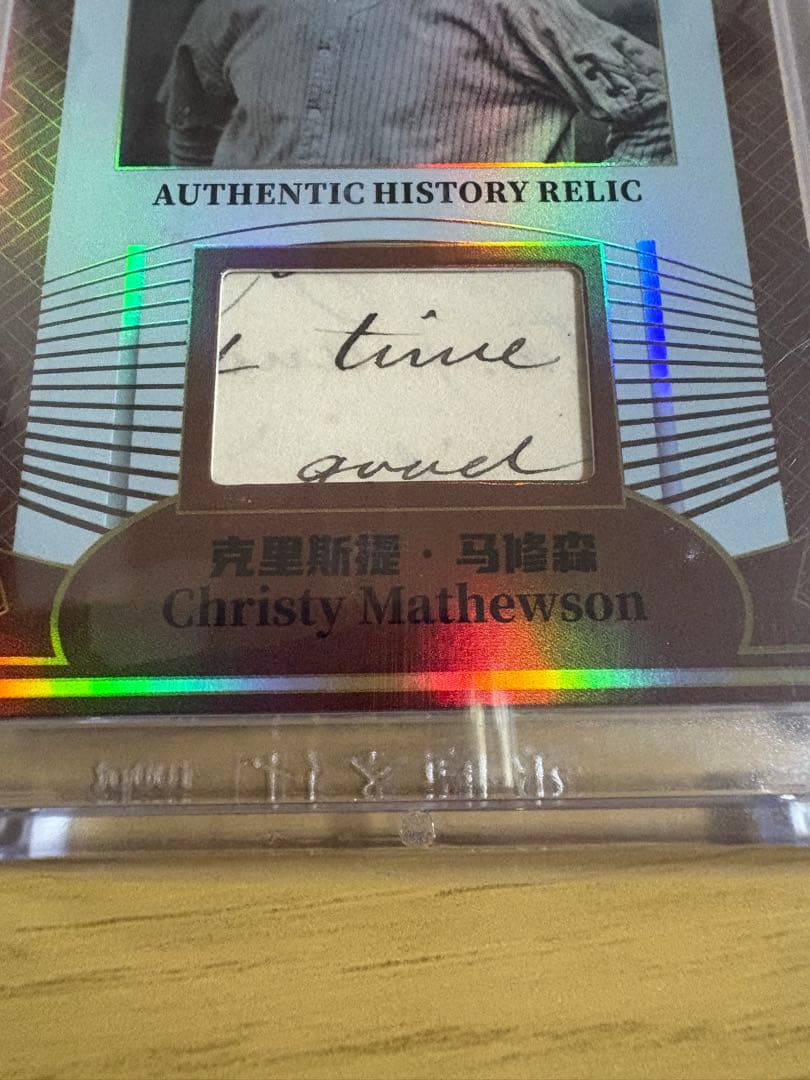 AUTHENTIC HISTORY RELIC
time
good
克里斯提·马修森
Christy Mathewson